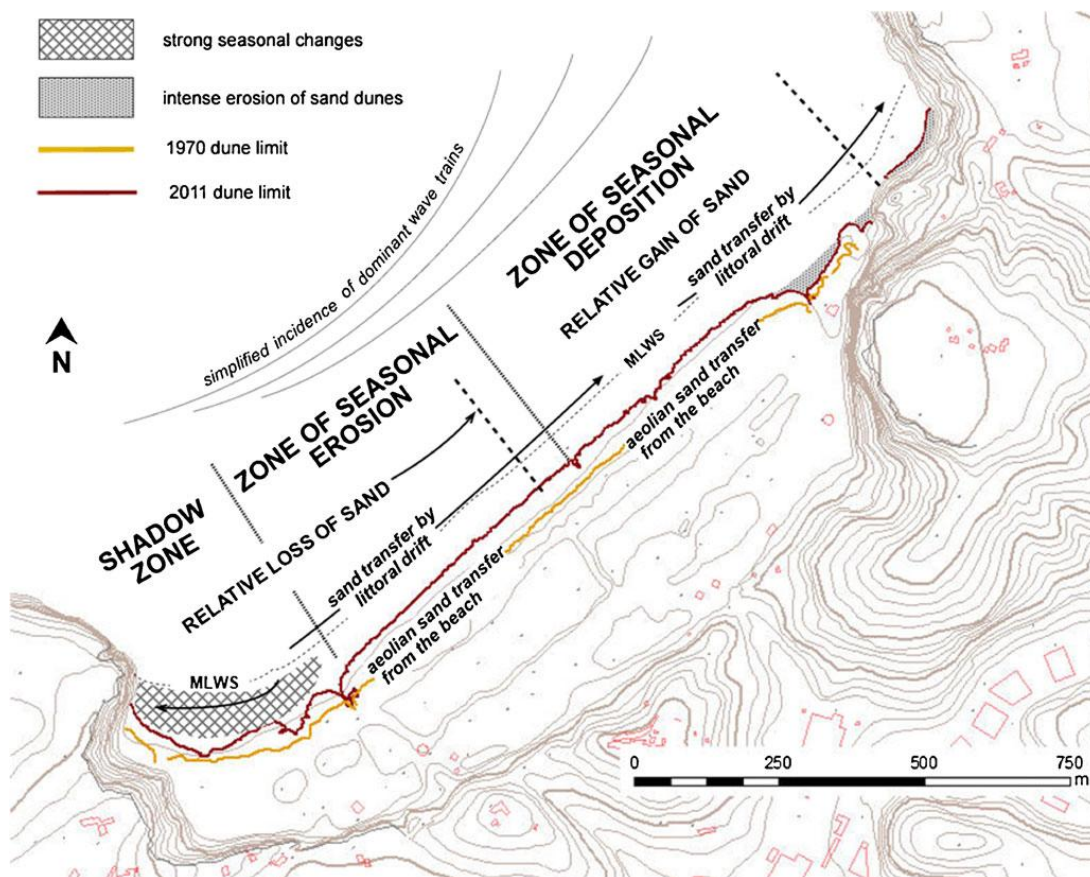 strong seasonal changes
intense erosion of sand dunes
1970 dune limit
2011 dune limit
N
simplified incidence of dominant wave trains
SHADOW
ZONE
ZONE OF SEASONAL
EROSION
ZONE OF SEASONAL
DEPOSITION
RELATIVE LOSS OF SAND
RELATIVE GAIN OF SAND
sand transfer by
littoral drift
sand transfer by
littoral drift
MLWS
MLWS
aeolian sand transfer
from the beach
aeolian sand transfer
from the beach
0 250 500 750
m